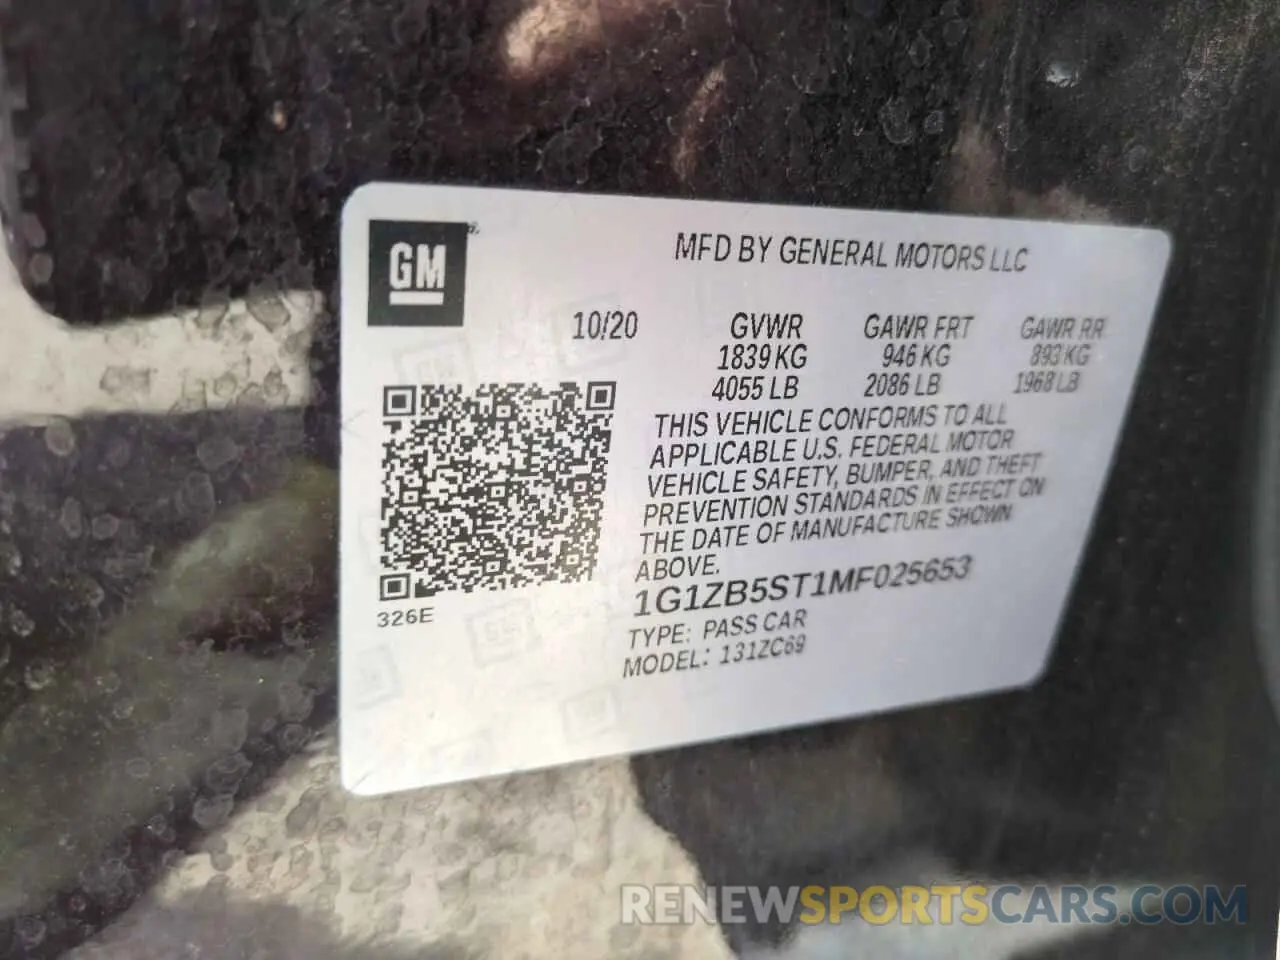 GM
MFD BY GENERAL MOTORS LLC
10/20 GVWR GAWR FRT GAWR RR
1839 KG 946 KG 893 KG
4055 LB 2086 LB 1968 LB
THIS VEHICLE CONFORMS TO ALL
APPLICABLE U.S. FEDERAL MOTOR
VEHICLE SAFETY, BUMPER, AND THEFT
PREVENTION STANDARDS IN EFFECT ON
THE DATE OF MANUFACTURE SHOWN
ABOVE.
326E
1G1ZB5ST1MF025653
TYPE: PASS CAR
MODEL: 131ZC69
RENEWSPORTSCARS.COM